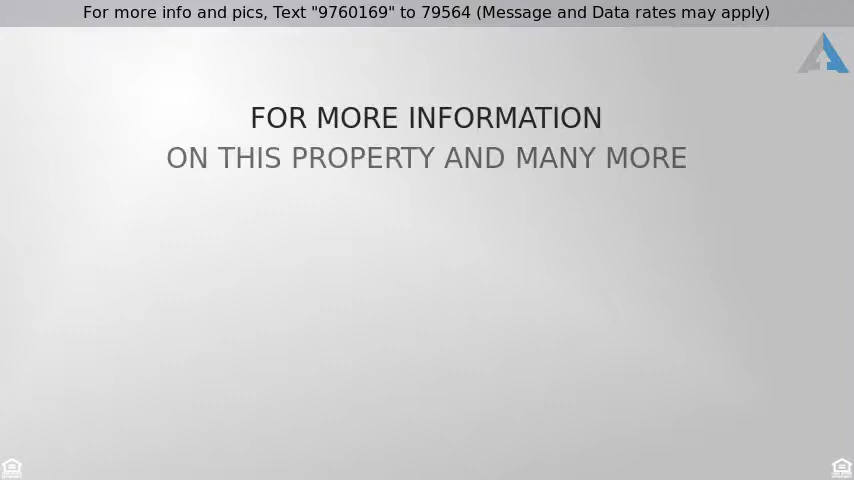 For more info and pics, Text "9760169" to 79564 (Message and Data rates may apply)
FOR MORE INFORMATION
ON THIS PROPERTY AND MANY MORE